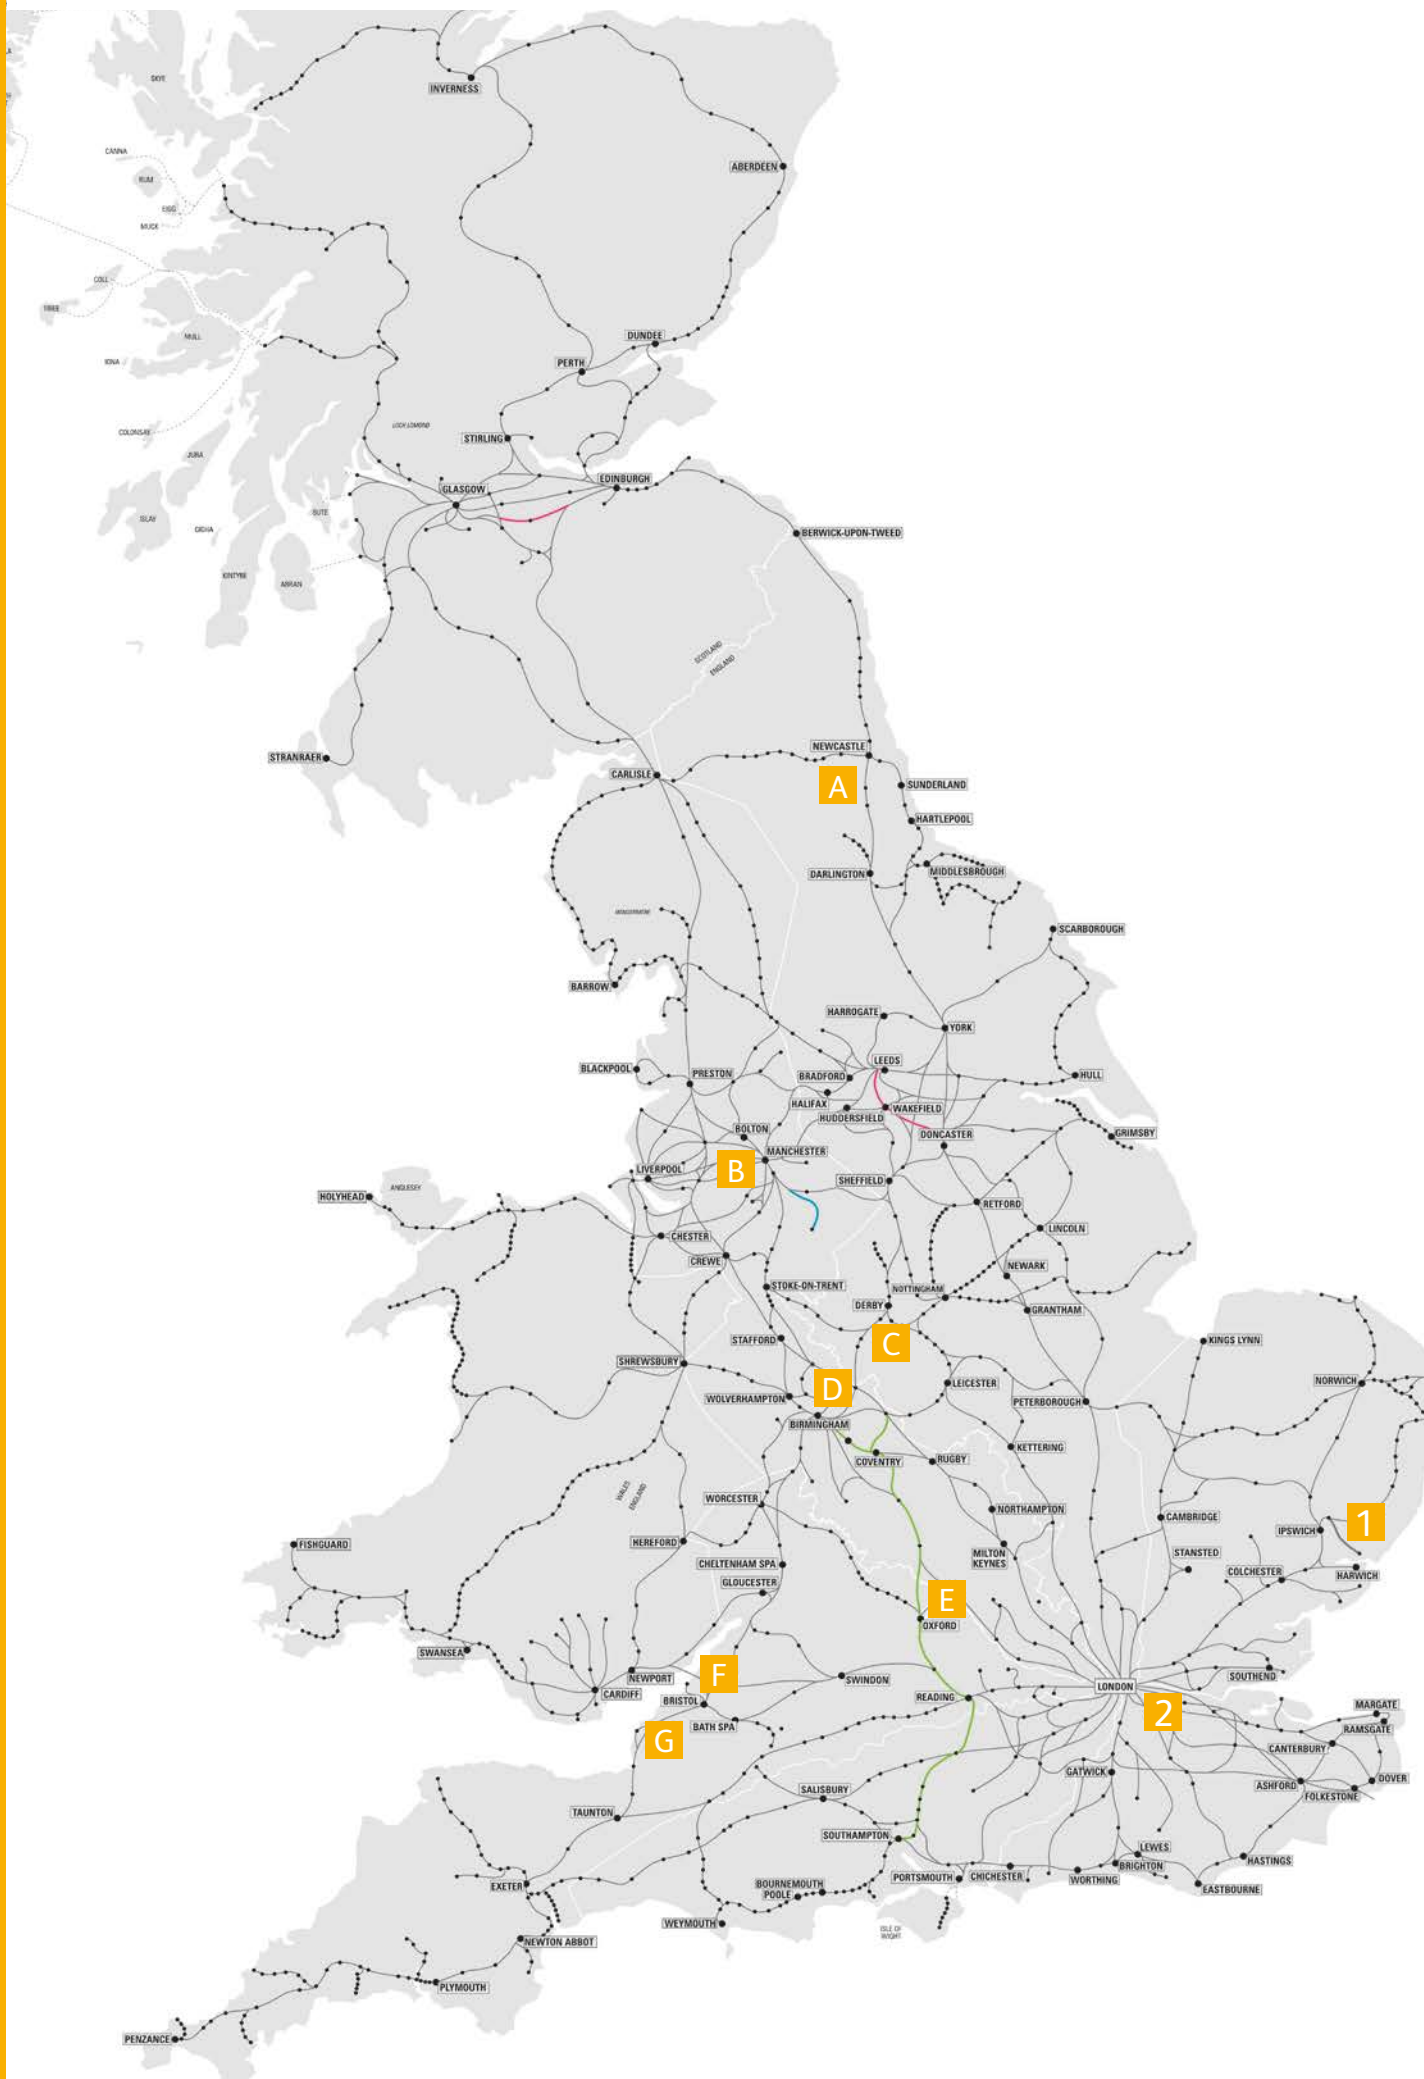 SKYE
INVERNESS
CANNA
RUM
EIGG
MUCK
ABERDEEN
COLL
TIREE
MULL
IONA
DUNDEE
PERTH
COLONSAY
LOCH LOMOND
STIRLING
JURA
GLASGOW
EDINBURGH
ISLAY
GIGHA
BUTE
BERWICK-UPON-TWEED
KINTYRE
ARRAN
SCOTLAND
ENGLAND
NEWCASTLE
STRANRAER
CARLISLE
A
SUNDERLAND
HARTLEPOOL
DARLINGTON
MIDDLESBROUGH
WINDERMERE
SCARBOROUGH
BARROW
HARROGATE
YORK
BLACKPOOL
PRESTON
LEEDS
BRADFORD
HULL
HALIFAX
HUDDERSFIELD
WAKEFIELD
BOLTON
DONCASTER
GRIMSBY
MANCHESTER
B
LIVERPOOL
SHEFFIELD
HOLYHEAD
ANGLESEY
RETFORD
LINCOLN
CHESTER
CREWE
NEWARK
STOKE-ON-TRENT
NOTTINGHAM
DERBY
GRANTHAM
C
STAFFORD
KINGS LYNN
SHREWSBURY
D
LEICESTER
NORWICH
WOLVERHAMPTON
PETERBOROUGH
BIRMINGHAM
KETTERING
COVENTRY
RUGBY
WALES
ENGLAND
WORCESTER
NORTHAMPTON
CAMBRIDGE
1
IPSWICH
HEREFORD
FISHGUARD
MILTON
KEYNES
STANSTED
CHELTENHAM SPA
COLCHESTER
HARWICH
GLOUCESTER
E
OXFORD
SWANSEA
NEWPORT
F
SWINDON
SOUTHEND
CARDIFF
BRISTOL
READING
LONDON
BATH SPA
2
MARGATE
RAMSGATE
G
CANTERBURY
GATWICK
ASHFORD
DOVER
FOLKESTONE
SALISBURY
TAUNTON
SOUTHAMPTON
LEWES
BRIGHTON
HASTINGS
EXETER
BOURNEMOUTH
POOLE
PORTSMOUTH
CHICHESTER
WORTHING
EASTBOURNE
WEYMOUTH
ISLE OF
WIGHT
NEWTON ABBOT
PLYMOUTH
PENZANCE